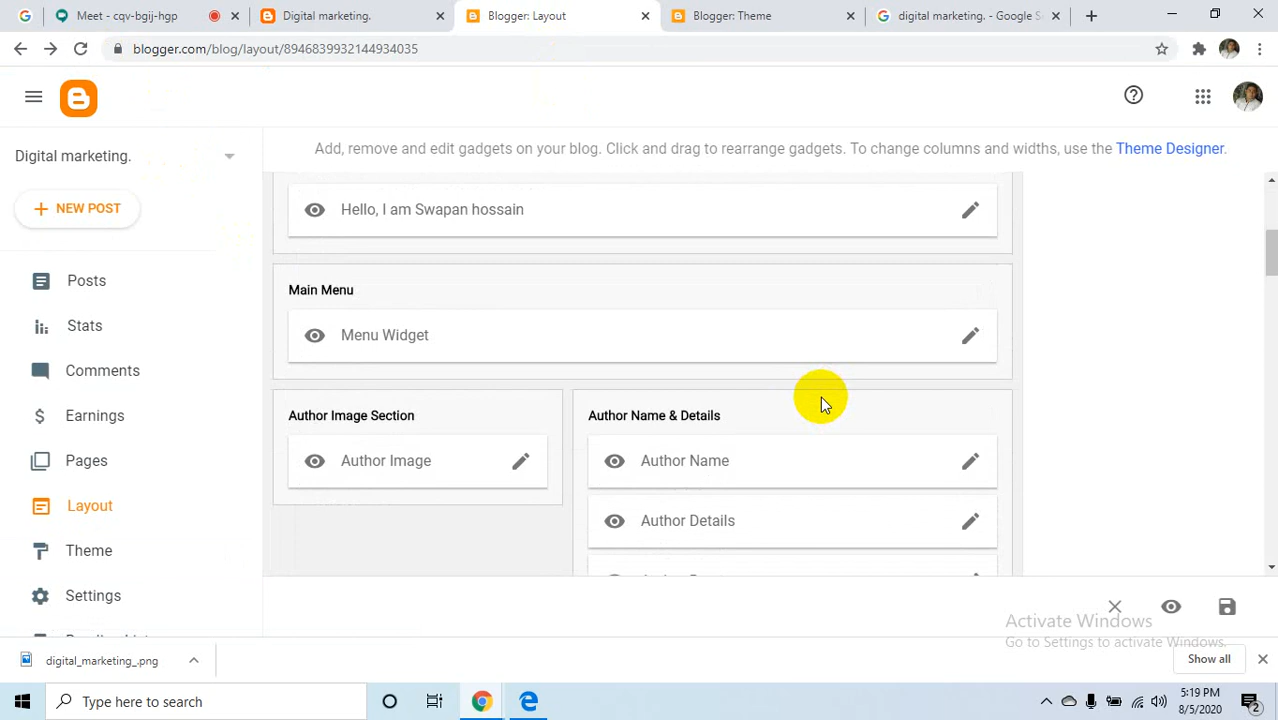 Meet - cqv-bgij-hgp
Digital marketing.
Blogger: Layout
Blogger: Theme
digital marketing. - Google Se
blogger.com/blog/layout/8946839932144934035
Digital marketing.
Add, remove and edit gadgets on your blog. Click and drag to rearrange gadgets. To change columns and widths, use the Theme Designer.
NEW POST
Hello, I am Swapan hossain
Posts
Main Menu
Stats
Menu Widget
Comments
Earnings
Author Image Section
Author Name & Details
Pages
Author Image
Author Name
Layout
Author Details
Theme
Settings
Activate Windows
Go to Settings to activate Windows.
digital_marketing_.png
Show all
Type here to search
5:19 PM
8/5/2020
2